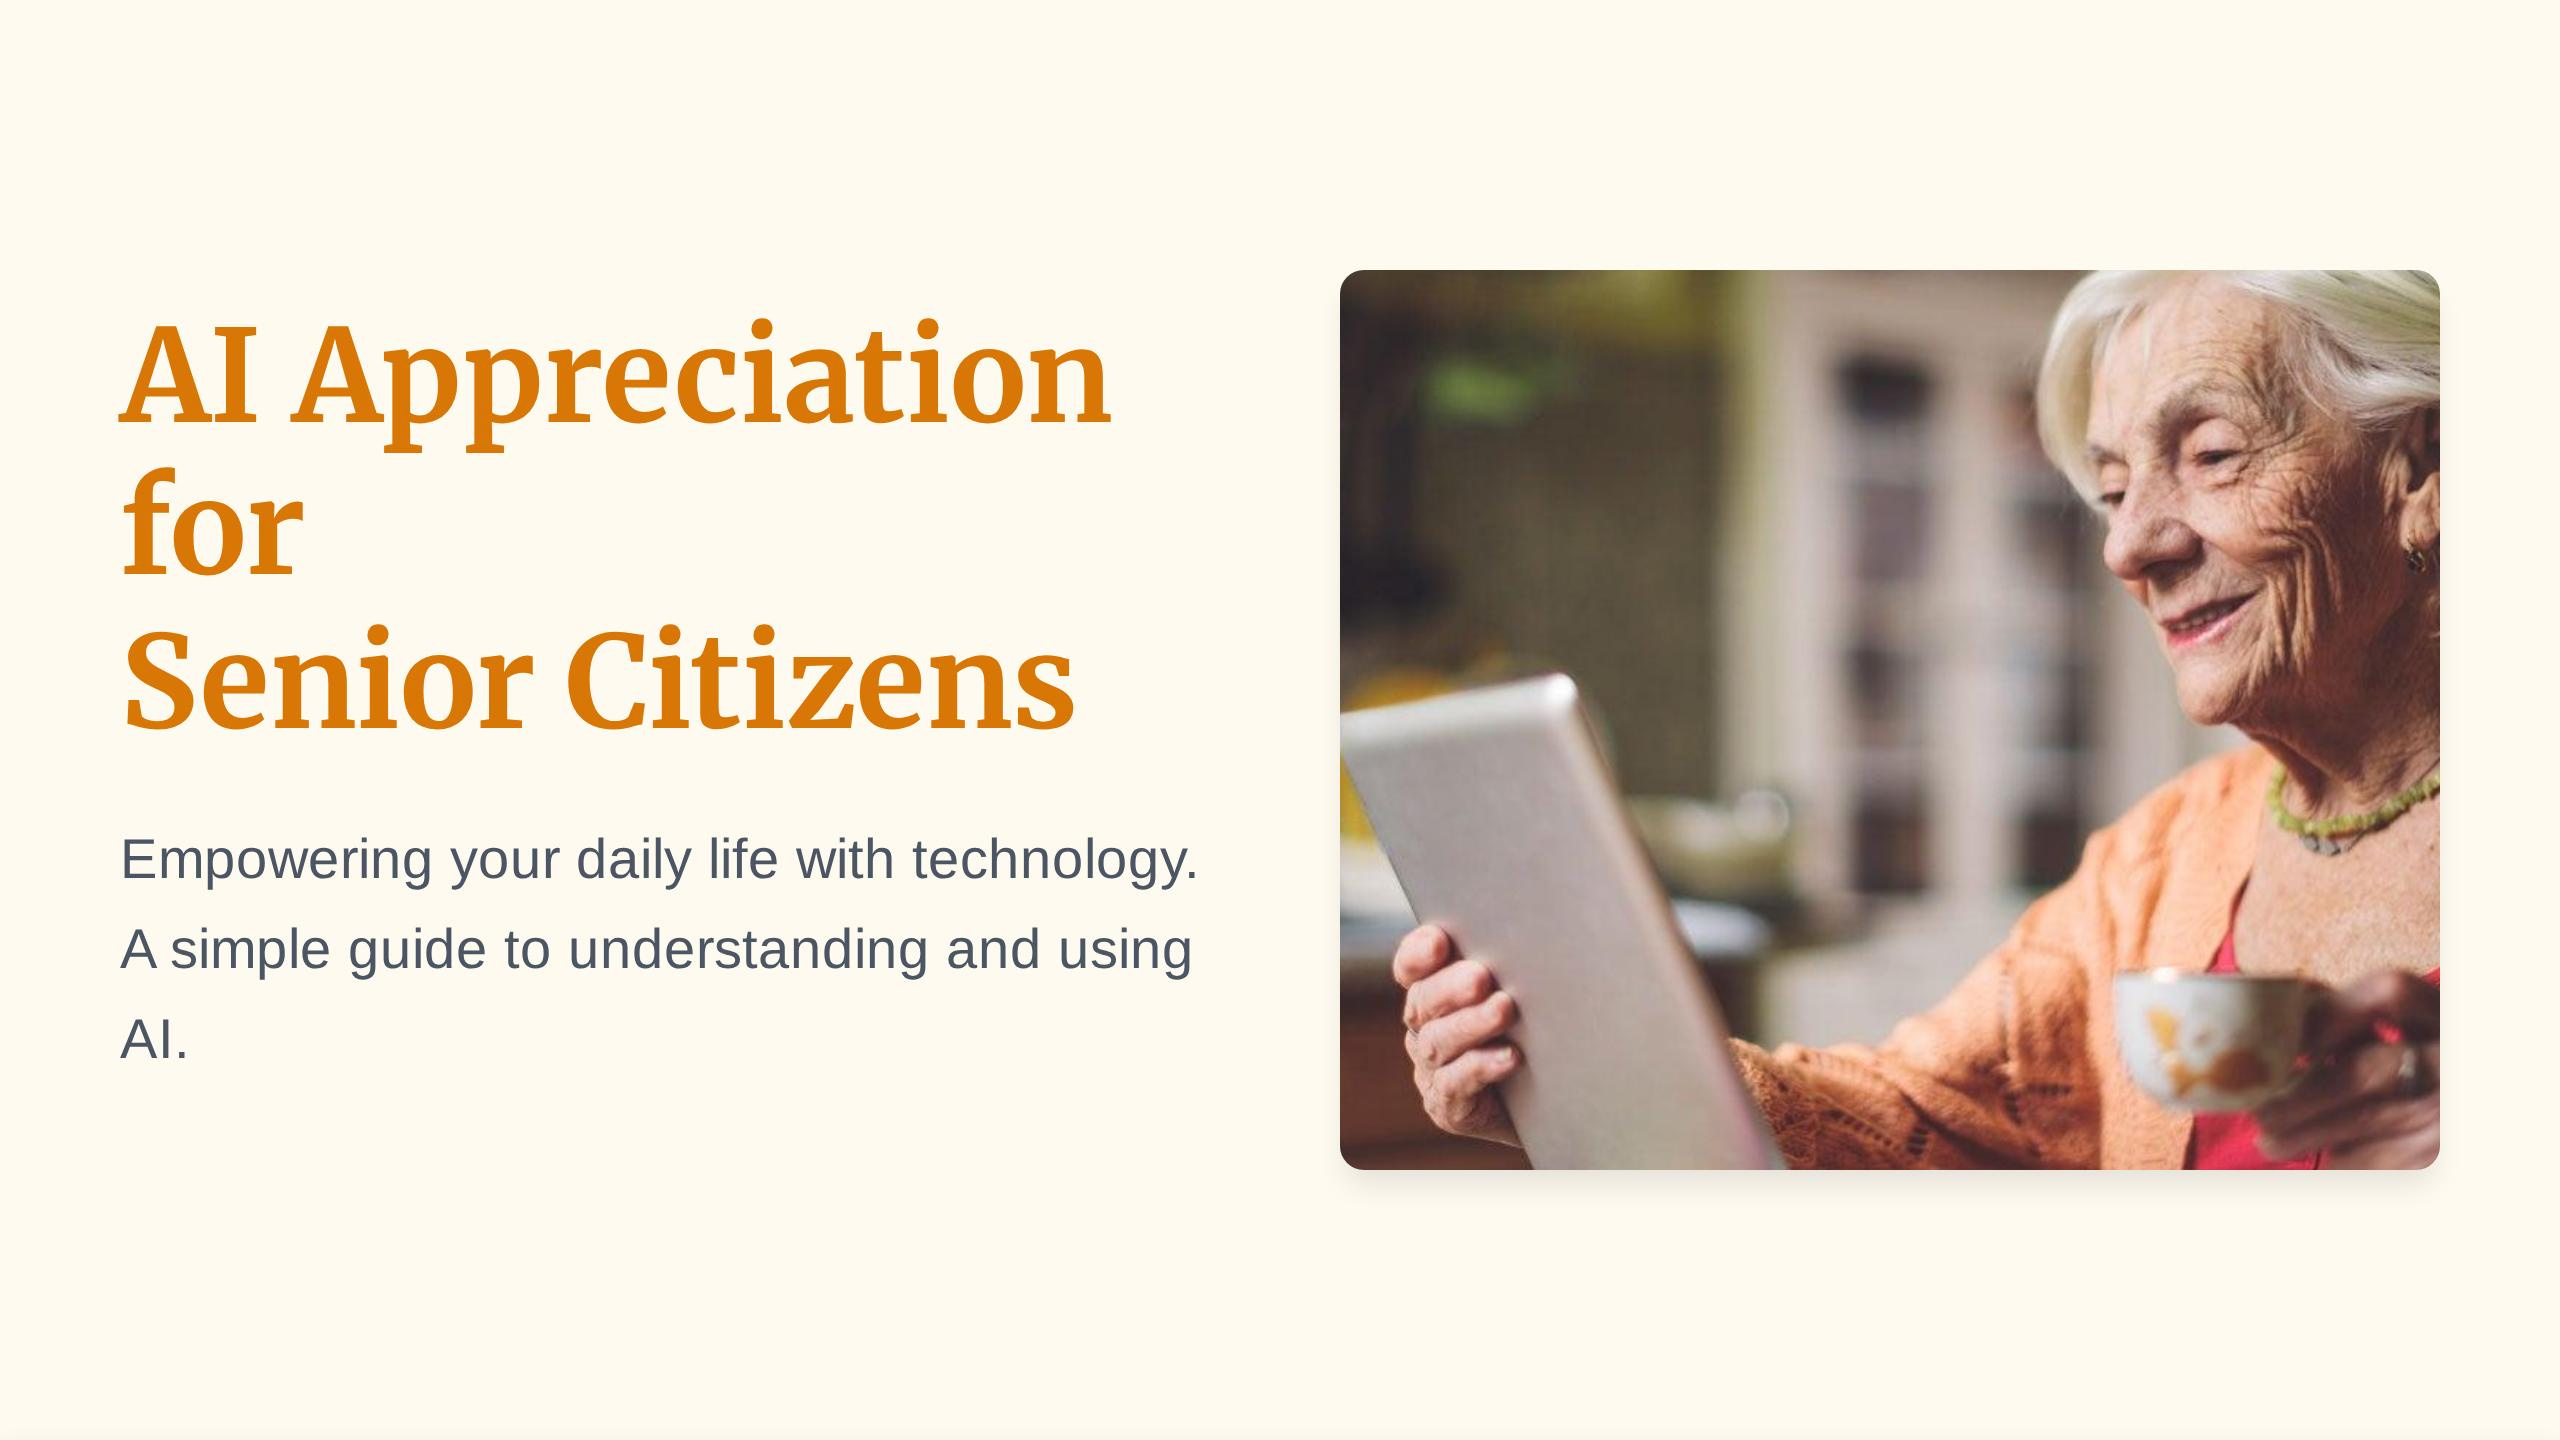 AI Appreciation
for
Senior Citizens
Empowering your daily life with technology.
A simple guide to understanding and using
AI.